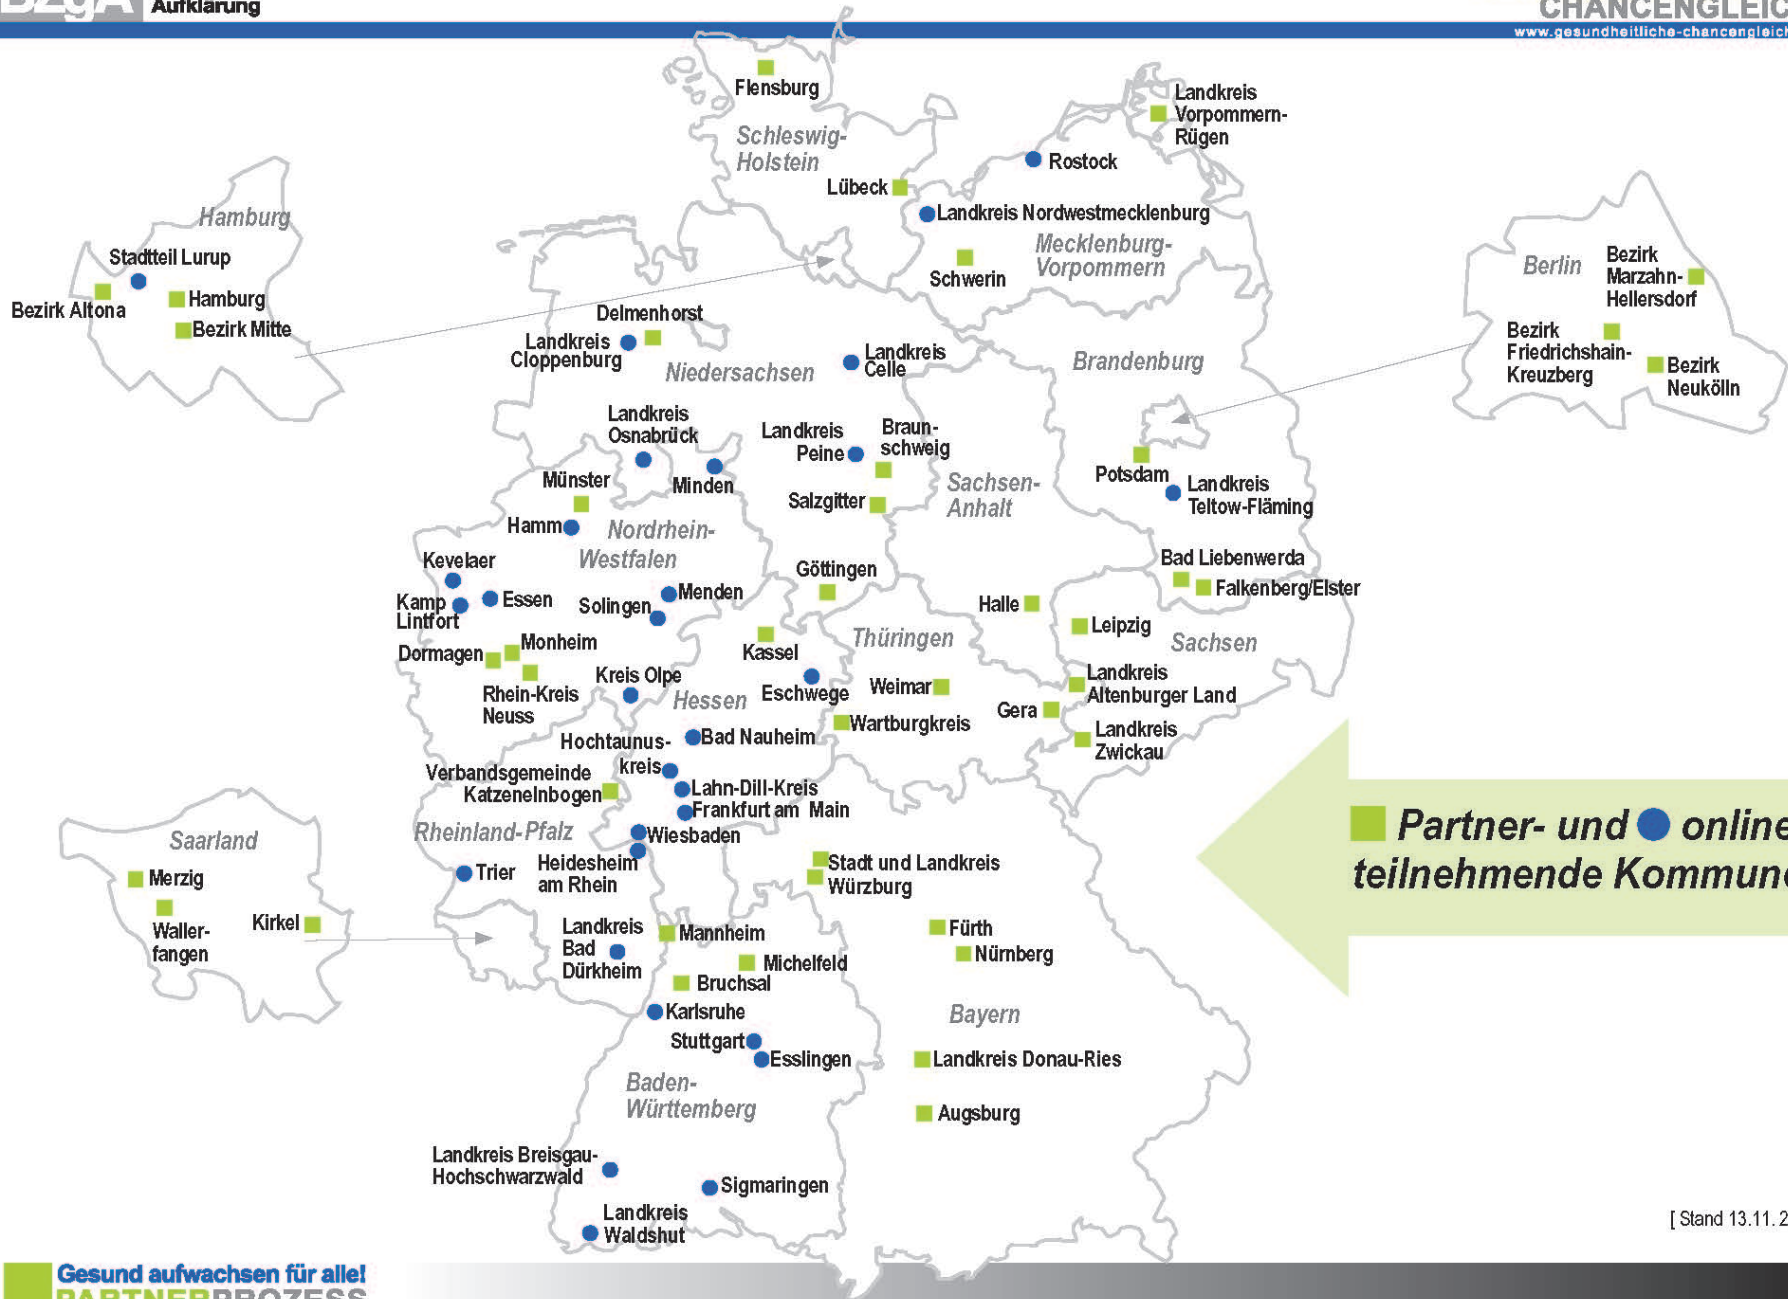 BZgA
Aufklärung
CHANCENGLEIC
www.gesundheitliche-chancengleich
Flensburg
Schleswig-
Holstein
Lübeck
Landkreis
Vorpommern-
Rügen
Rostock
Landkreis Nordwestmecklenburg
Mecklenburg-
Vorpommern
Schwerin
Hamburg
Stadtteil Lurup
Bezirk Altona
Hamburg
Bezirk Mitte
Berlin
Bezirk
Marzahn-
Hellersdorf
Bezirk
Friedrichshain-
Kreuzberg
Bezirk
Neukölln
Delmenhorst
Landkreis
Cloppenburg
Niedersachsen
Landkreis
Celle
Brandenburg
Landkreis
Osnabrück
Landkreis
Peine
Braun-
schweig
Münster
Minden
Salzgitter
Sachsen-
Anhalt
Potsdam
Landkreis
Teltow-Fläming
Hamm
Nordrhein-
Westfalen
Kevelaer
Göttingen
Bad Liebenwerda
Falkenberg/Elster
Kamp
Lintfort
Essen
Solingen
Menden
Halle
Leipzig
Sachsen
Monheim
Dormagen
Rhein-Kreis
Neuss
Kassel
Thüringen
Kreis Olpe
Hessen
Eschwege
Weimar
Landkreis
Altenburger Land
Gera
Wartburgkreis
Landkreis
Zwickau
Hochtaunus-
kreis
Bad Nauheim
Verbandsgemeinde
Katzenelnbogen
Lahn-Dill-Kreis
Frankfurt am Main
Rheinland-Pfalz
Wiesbaden
Trier
Heidesheim
am Rhein
Saarland
Merzig
Waller-
fangen
Kirkel
Stadt und Landkreis
Würzburg
Partner- und online
teilnehmende Kommune
Landkreis
Bad
Dürkheim
Mannheim
Michelfeld
Bruchsal
Fürth
Nürnberg
Karlsruhe
Stuttgart
Esslingen
Bayern
Baden-
Württemberg
Landkreis Donau-Ries
Augsburg
Landkreis Breisgau-
Hochschwarzwald
Sigmaringen
Landkreis
Waldshut
[ Stand 13.11. 2
Gesund aufwachsen für alle!
PARTNERPROZESS